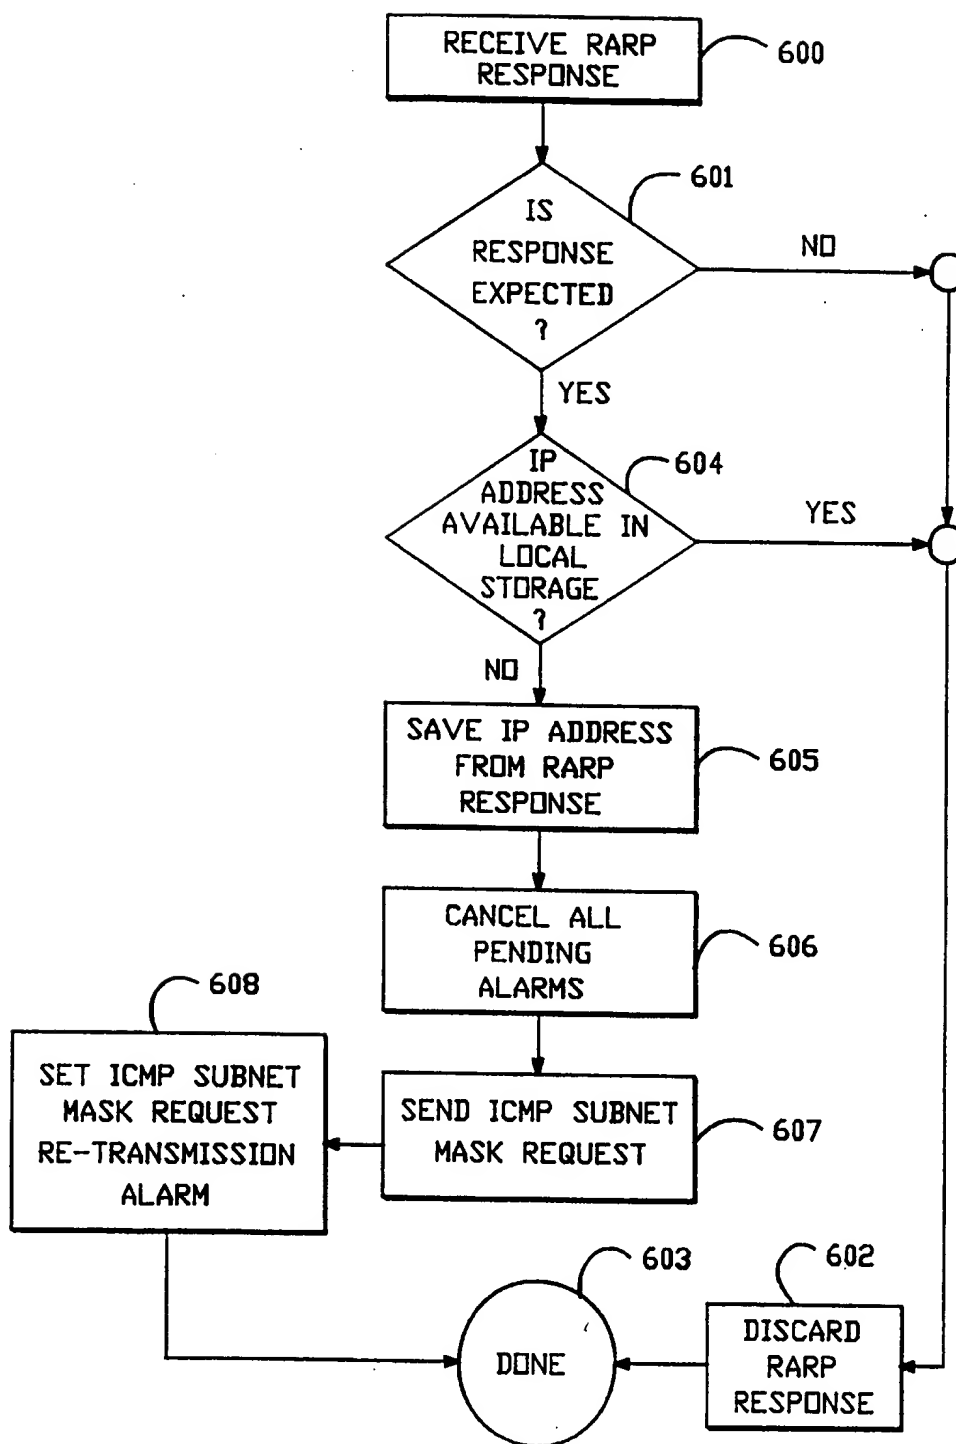 RECEIVE RARP
RESPONSE
600
IS
RESPONSE
EXPECTED
?
601
NO
YES
IP
ADDRESS
AVAILABLE IN
LOCAL
STORAGE
?
604
YES
NO
SAVE IP ADDRESS
FROM RARP
RESPONSE
605
CANCEL ALL
PENDING
ALARMS
606
608
SET ICMP SUBNET
MASK REQUEST
RE-TRANSMISSION
ALARM
SEND ICMP SUBNET
MASK REQUEST
607
603
DONE
602
DISCARD
RARP
RESPONSE